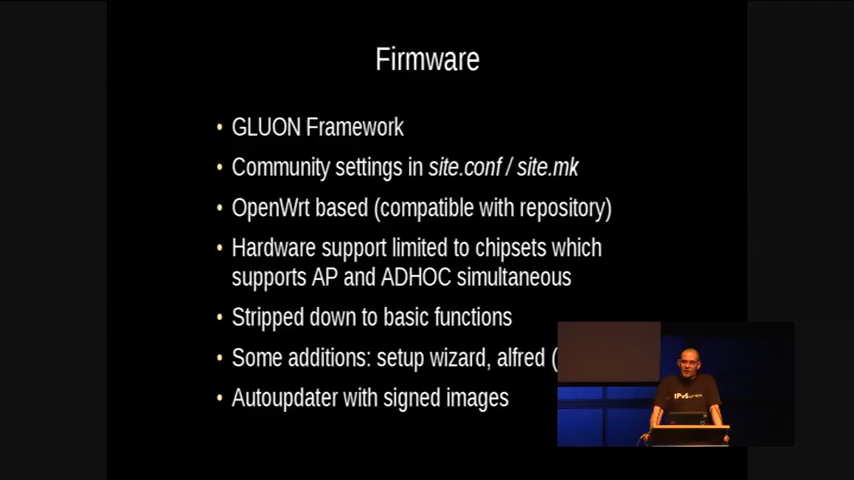 Firmware
• GLUON Framework
• Community settings in site.conf / site.mk
• OpenWrt based (compatible with repository)
• Hardware support limited to chipsets which
supports AP and ADHOC simultaneous
• Stripped down to basic functions
• Some additions: setup wizard, alfred (
• Autoupdater with signed images